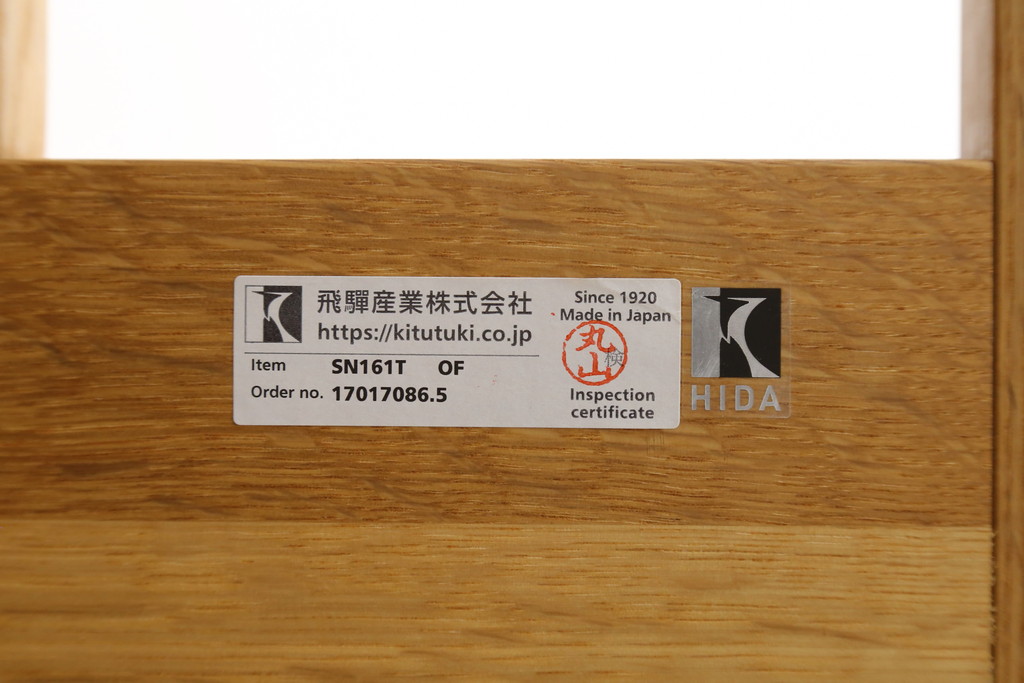 飛驒産業株式会社
https://kitutuki.co.jp
Item SN161T OF
Order no. 17017086.5
Since 1920
Made in Japan
丸山
検
Inspection
certificate
HIDA